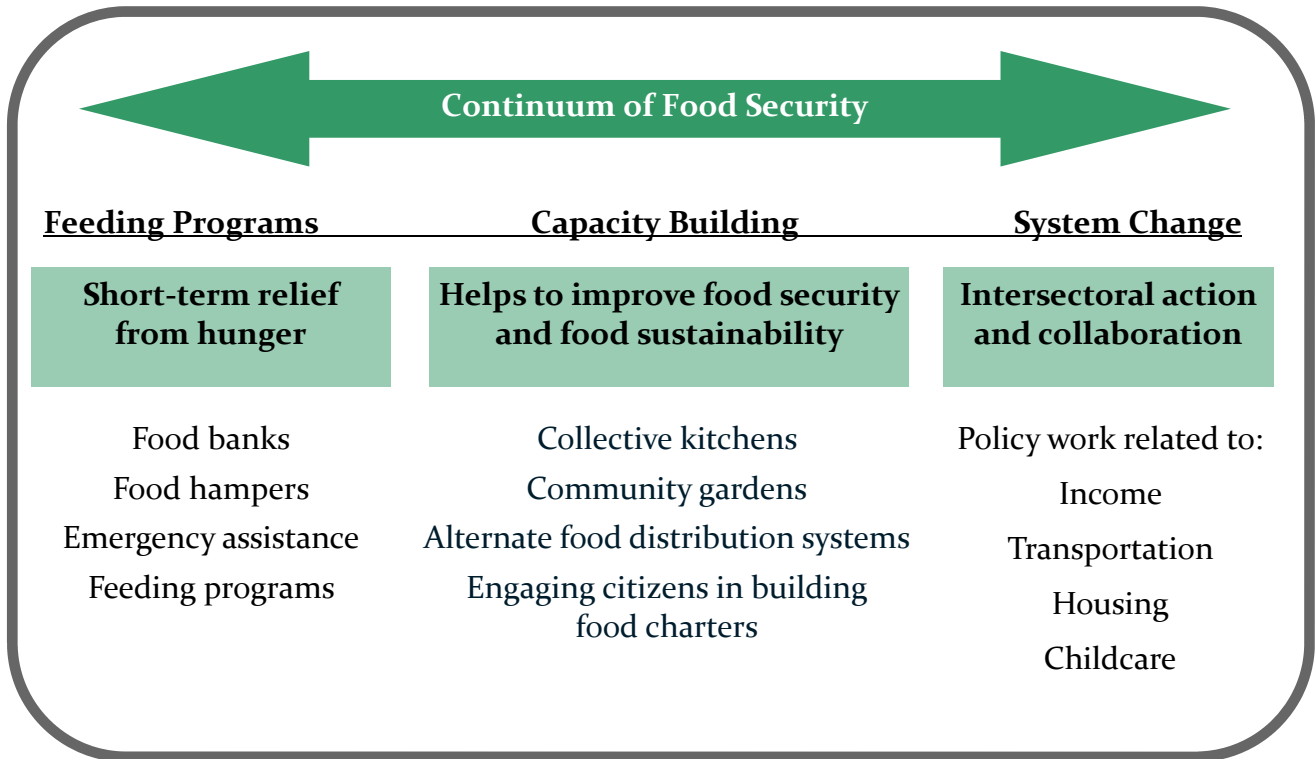 Continuum of Food Security
Feeding Programs
Capacity Building
System Change
Short-term relief
from hunger
Helps to improve food security
and food sustainability
Intersectoral action
and collaboration
Food banks
Food hampers
Emergency assistance
Feeding programs
Collective kitchens
Community gardens
Alternate food distribution systems
Engaging citizens in building
food charters
Policy work related to:
Income
Transportation
Housing
Childcare